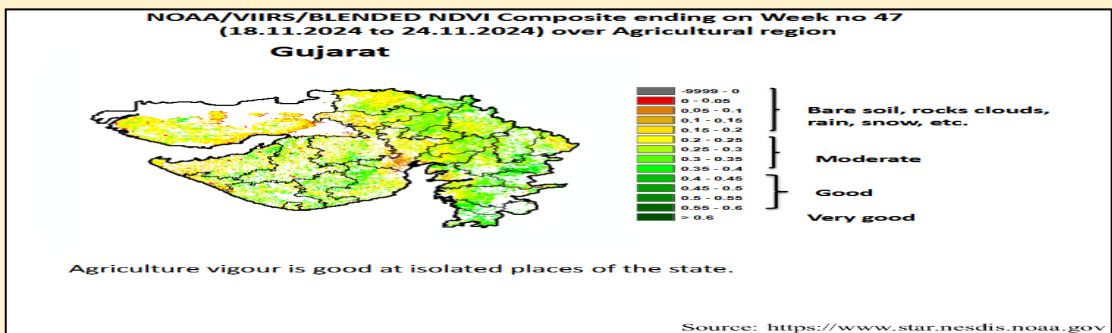 NOAA/VIIRS/BLENDED NDVI Composite ending on Week no 47
(18.11.2024 to 24.11.2024) over Agricultural region
Gujarat
-9999 - 0
0 - 0.05
0.05 - 0.1
0.1 - 0.15
0.15 - 0.2
0.2 - 0.25
0.25 - 0.3
0.3 - 0.35
0.35 - 0.4
0.4 - 0.45
0.45 - 0.5
0.5 - 0.55
0.55 - 0.6
> 0.6
Bare soil, rocks clouds,
rain, snow, etc.
Moderate
Good
Very good
Agriculture vigour is good at isolated places of the state.
Source: https://www.star.nesdis.noaa.gov